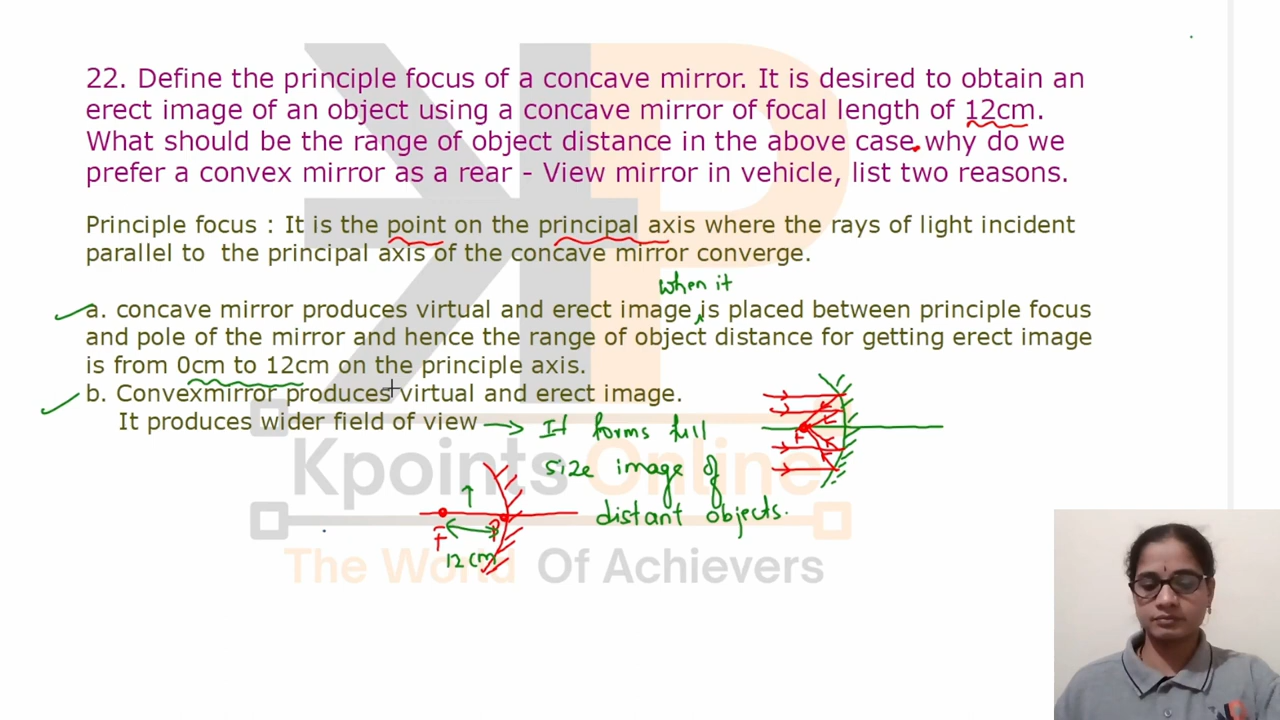 22. Define the principle focus of a concave mirror. It is desired to obtain an
erect image of an object using a concave mirror of focal length of 12cm.
What should be the range of object distance in the above case.why do we
prefer a convex mirror as a rear - View mirror in vehicle, list two reasons.
Principle focus : It is the point on the principal axis where the rays of light incident
parallel to the principal axis of the concave mirror converge.
when it
a. concave mirror produces virtual and erect image is placed between principle focus
and pole of the mirror and hence the range of object distance for getting erect image
is from 0cm to 12cm on the principle axis.
b. Convexmirror produces virtual and erect image.
It produces wider field of view → It forms full
size image of
distant objects.
F
F
P
12cm
Kpoints Online
The World Of Achievers